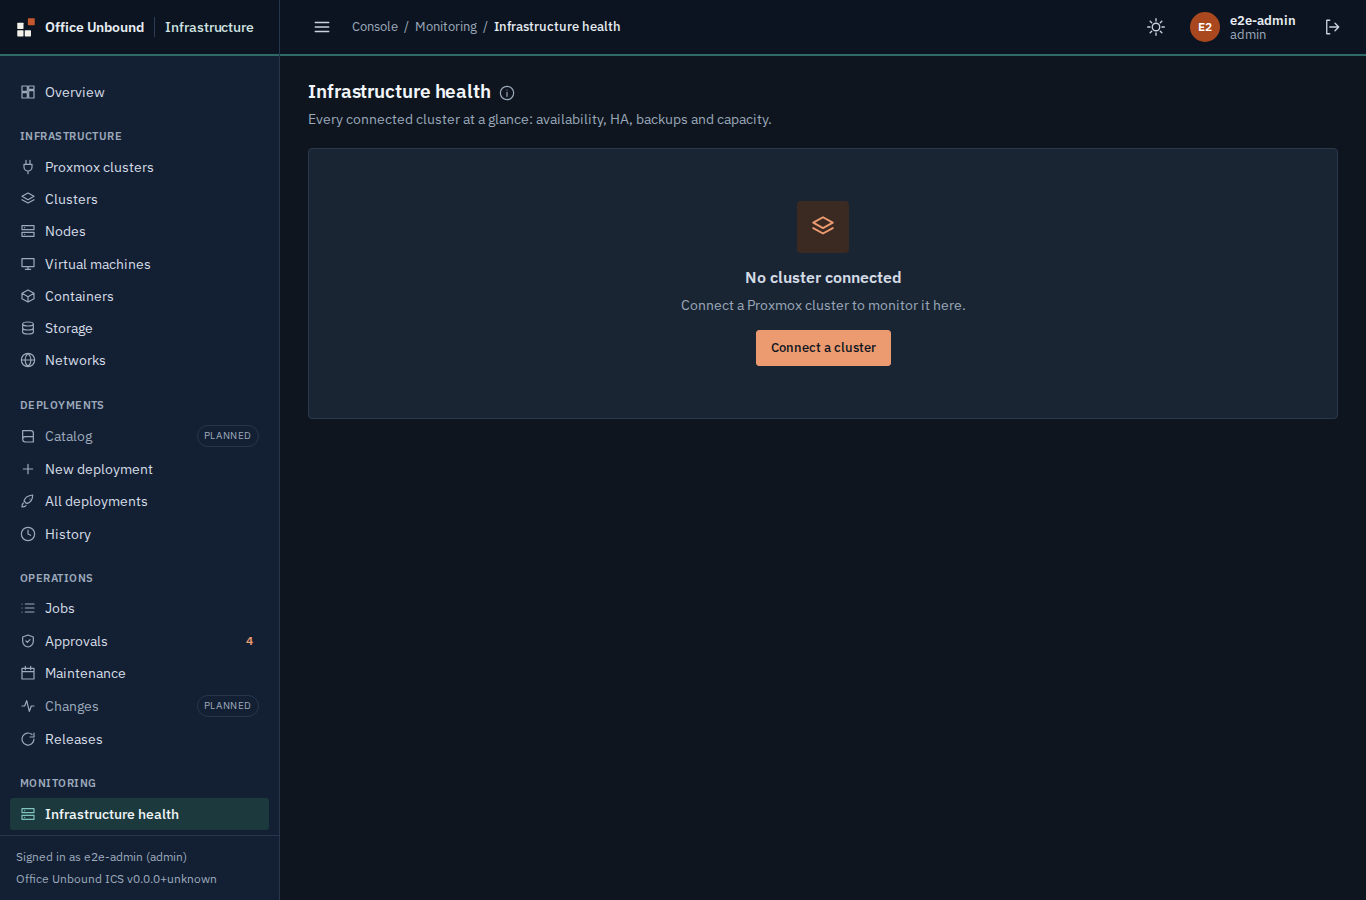 Office Unbound
Infrastructure
Console / Monitoring / Infrastructure health
E2
e2e-admin
admin
Overview
INFRASTRUCTURE
Proxmox clusters
Clusters
Nodes
Virtual machines
Containers
Storage
Networks
DEPLOYMENTS
Catalog PLANNED
New deployment
All deployments
History
OPERATIONS
Jobs
Approvals 4
Maintenance
Changes PLANNED
Releases
MONITORING
Infrastructure health
Signed in as e2e-admin (admin)
Office Unbound ICS v0.0.0+unknown
Infrastructure health
Every connected cluster at a glance: availability, HA, backups and capacity.
No cluster connected
Connect a Proxmox cluster to monitor it here.
Connect a cluster